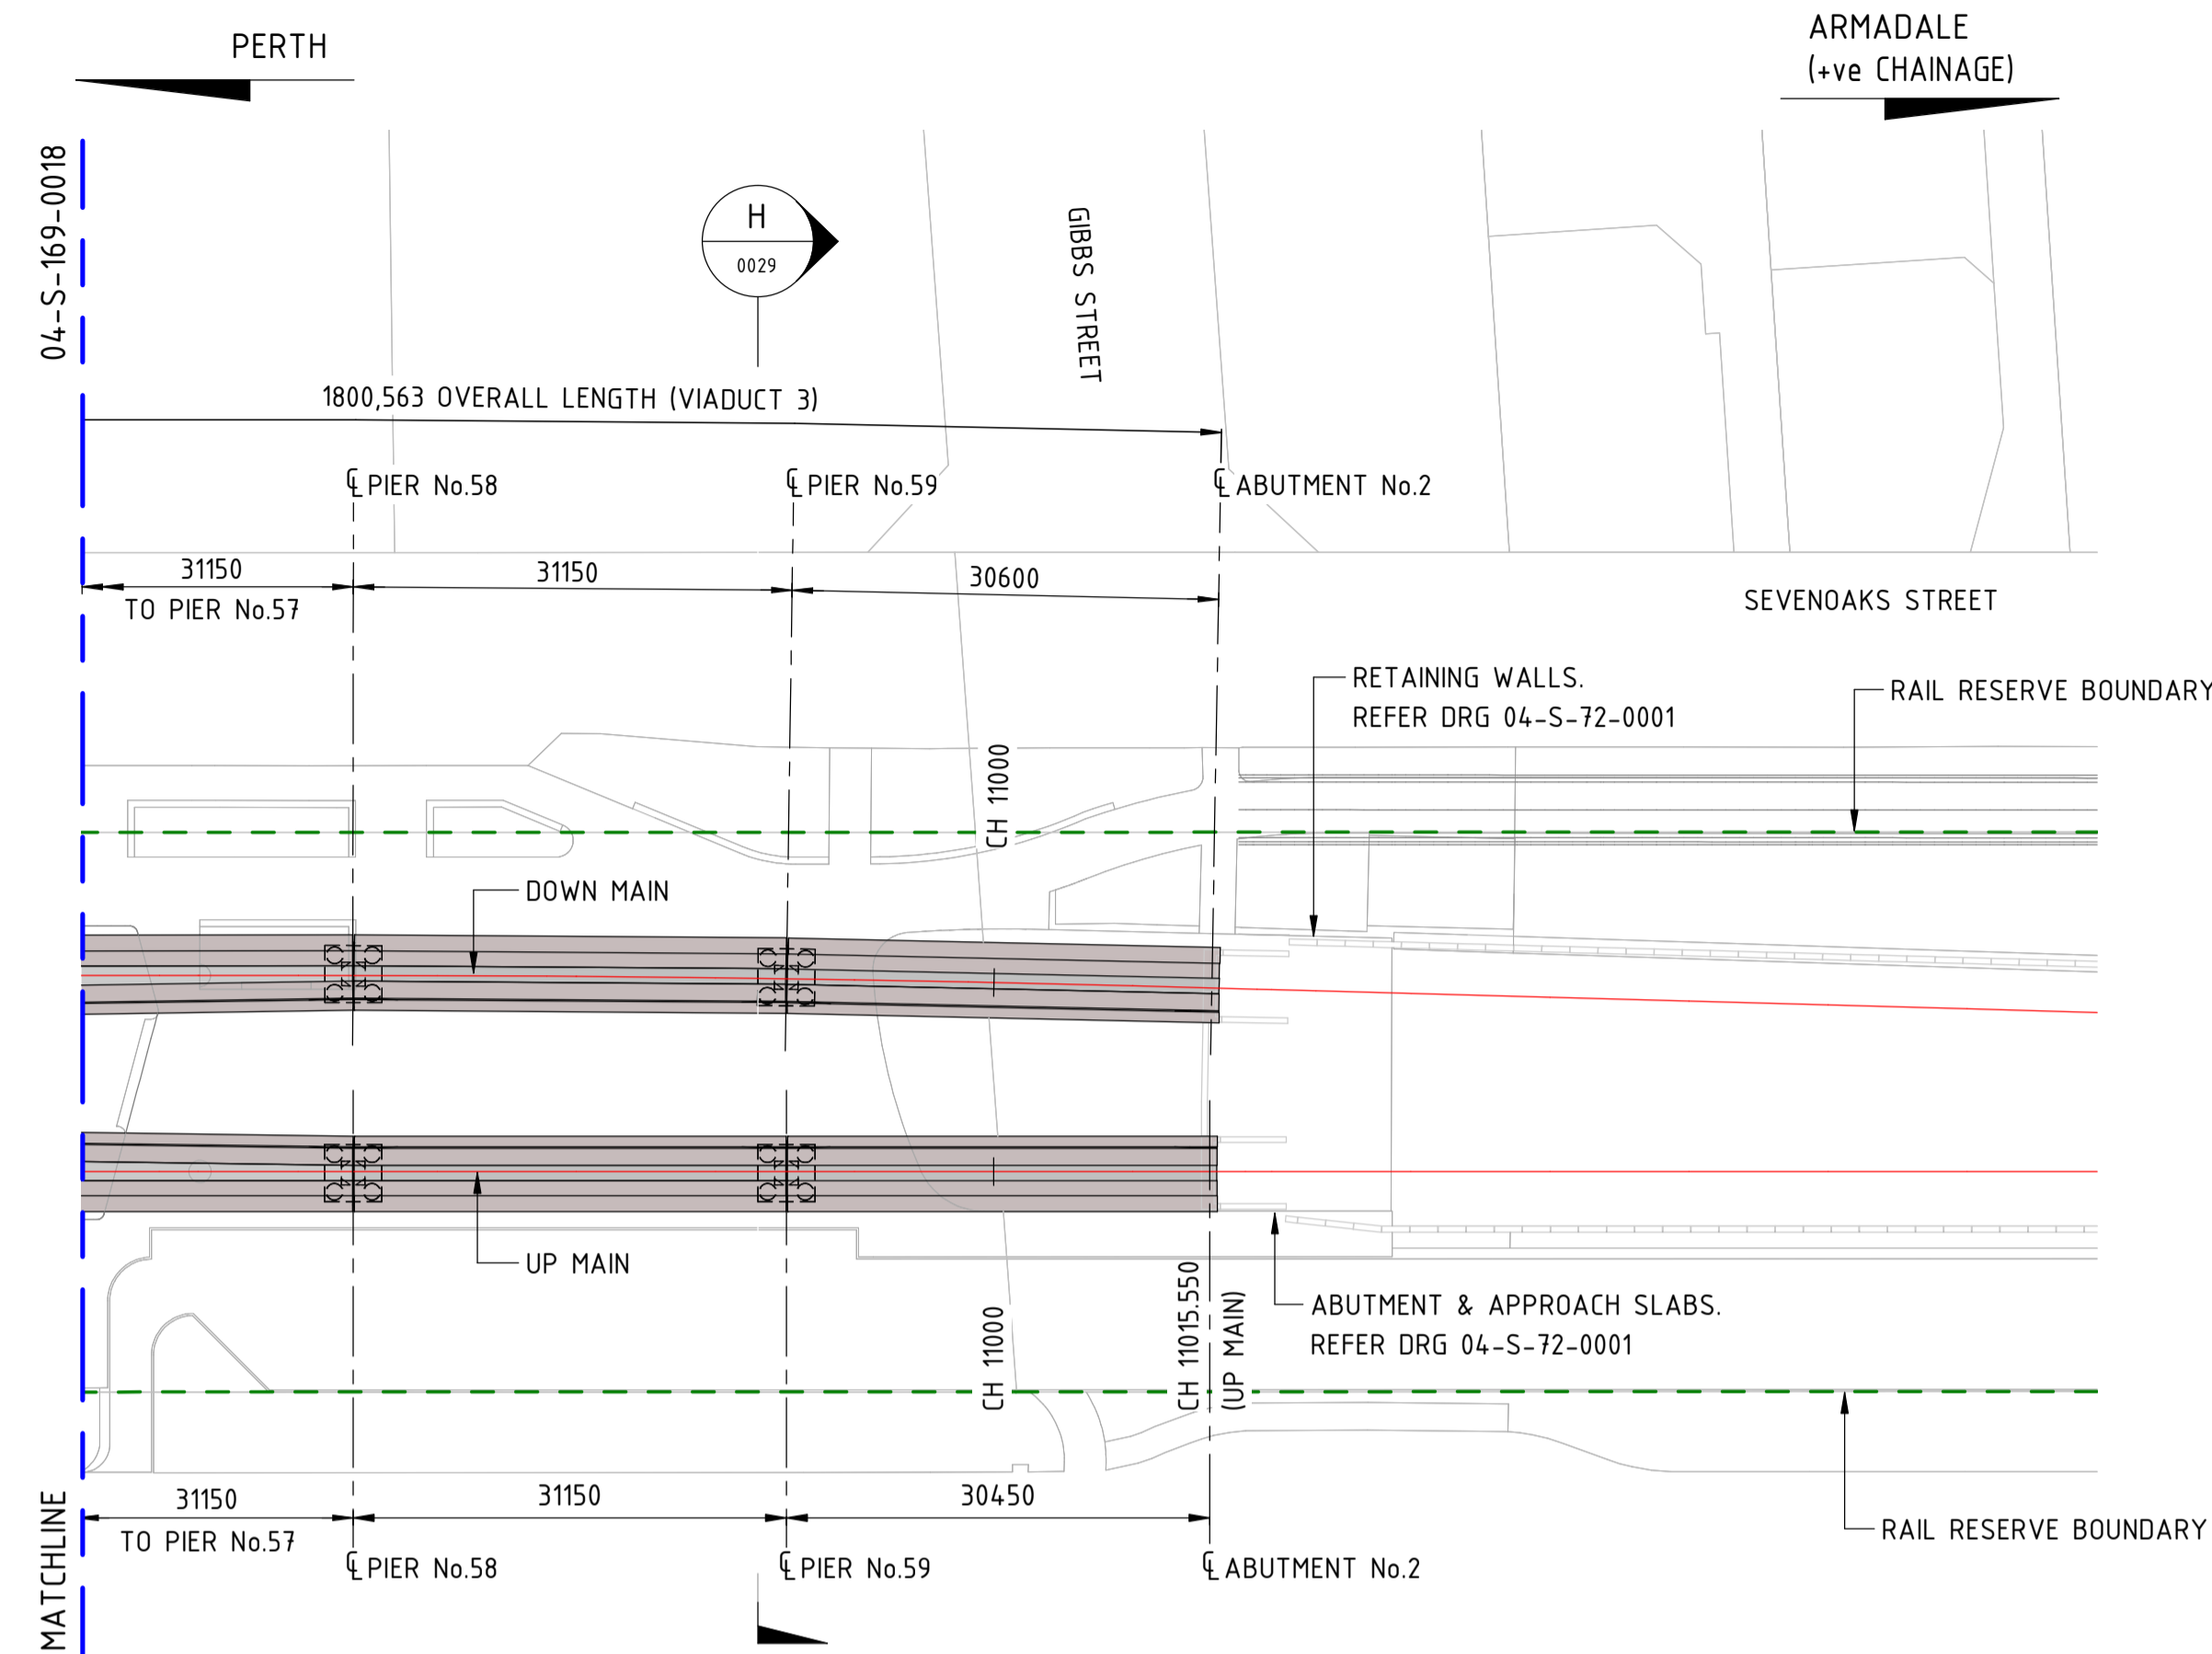 PERTH
ARMADALE
(+ve CHAINAGE)
04-S-169-0018
H
0029
GIBBS STREET
1800,563 OVERALL LENGTH (VIADUCT 3)
℄ PIER No.58
℄ PIER No.59
℄ ABUTMENT No.2
31150
31150
30600
TO PIER No.57
SEVENOAKS STREET
RETAINING WALLS.
REFER DRG 04-S-72-0001
RAIL RESERVE BOUNDARY
CH 11000
DOWN MAIN
UP MAIN
CH 11000
CH 11015.550
(UP MAIN)
ABUTMENT & APPROACH SLABS.
REFER DRG 04-S-72-0001
MATCHLINE
31150
31150
30450
TO PIER No.57
RAIL RESERVE BOUNDARY
℄ PIER No.58
℄ PIER No.59
℄ ABUTMENT No.2